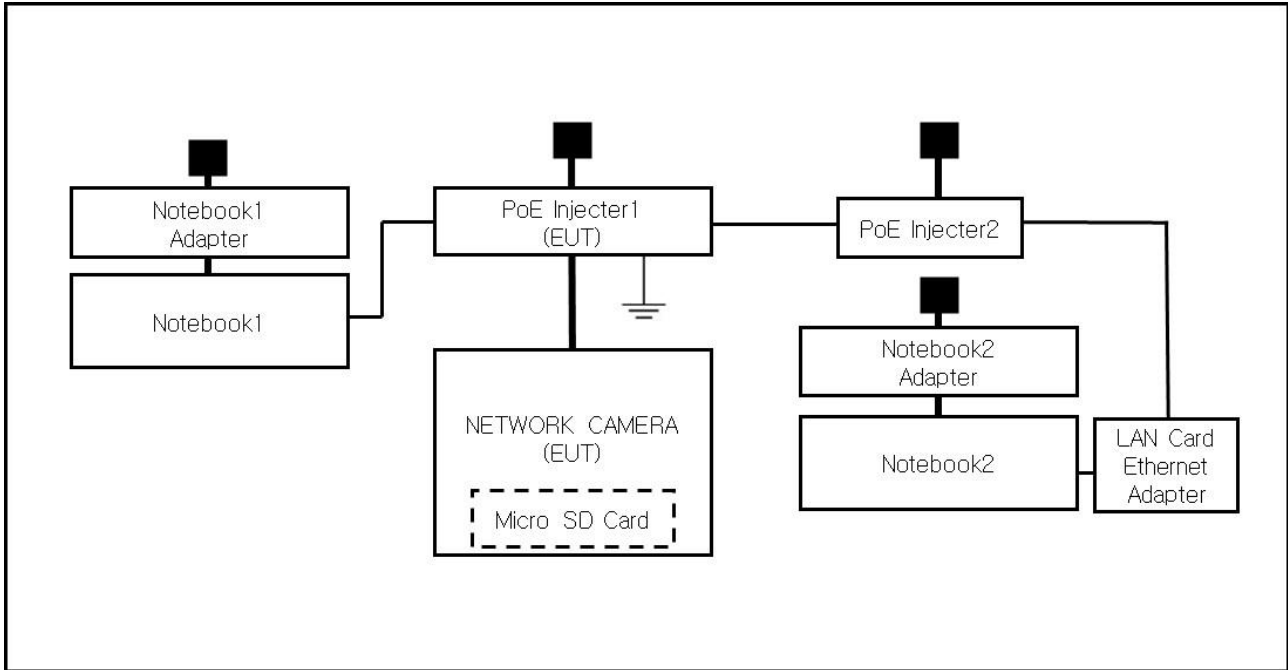 Notebook1
Adapter
Notebook1
PoE Injecter1
(EUT)
NETWORK CAMERA
(EUT)
Micro SD Card
PoE Injecter2
Notebook2
Adapter
Notebook2
LAN Card
Ethernet
Adapter